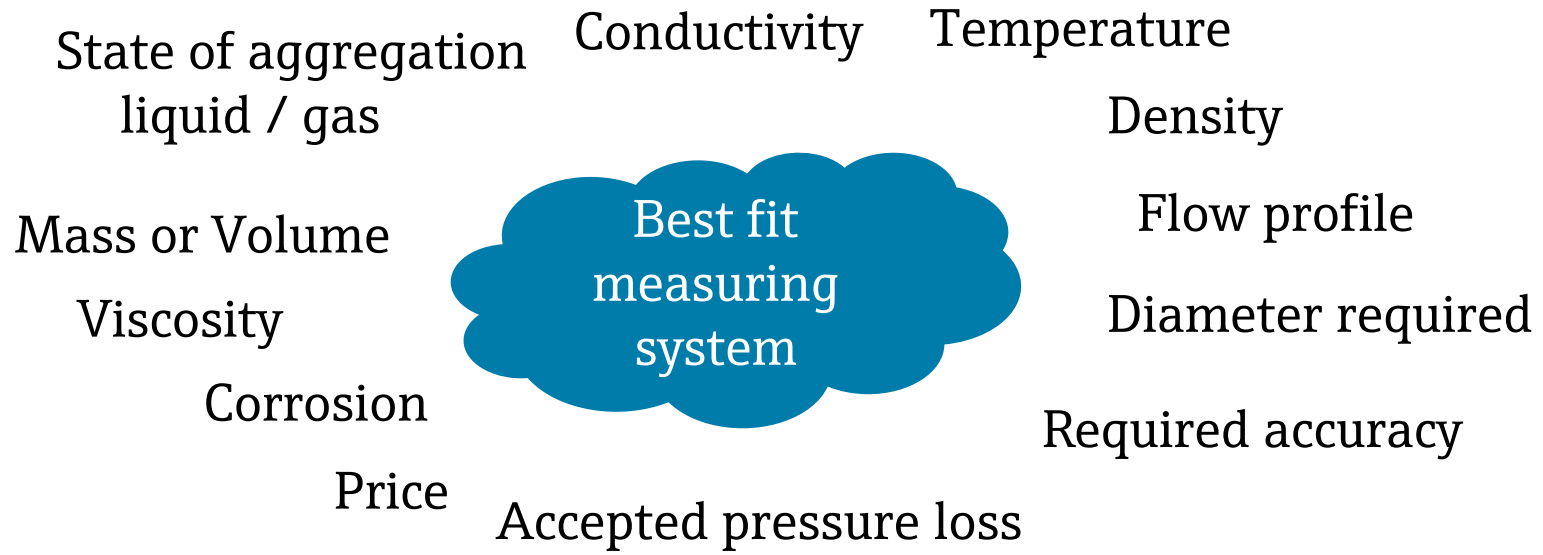 State of aggregation
liquid / gas
Conductivity
Temperature
Density
Flow profile
Diameter required
Required accuracy
Accepted pressure loss
Price
Corrosion
Viscosity
Mass or Volume
Best fit
measuring
system